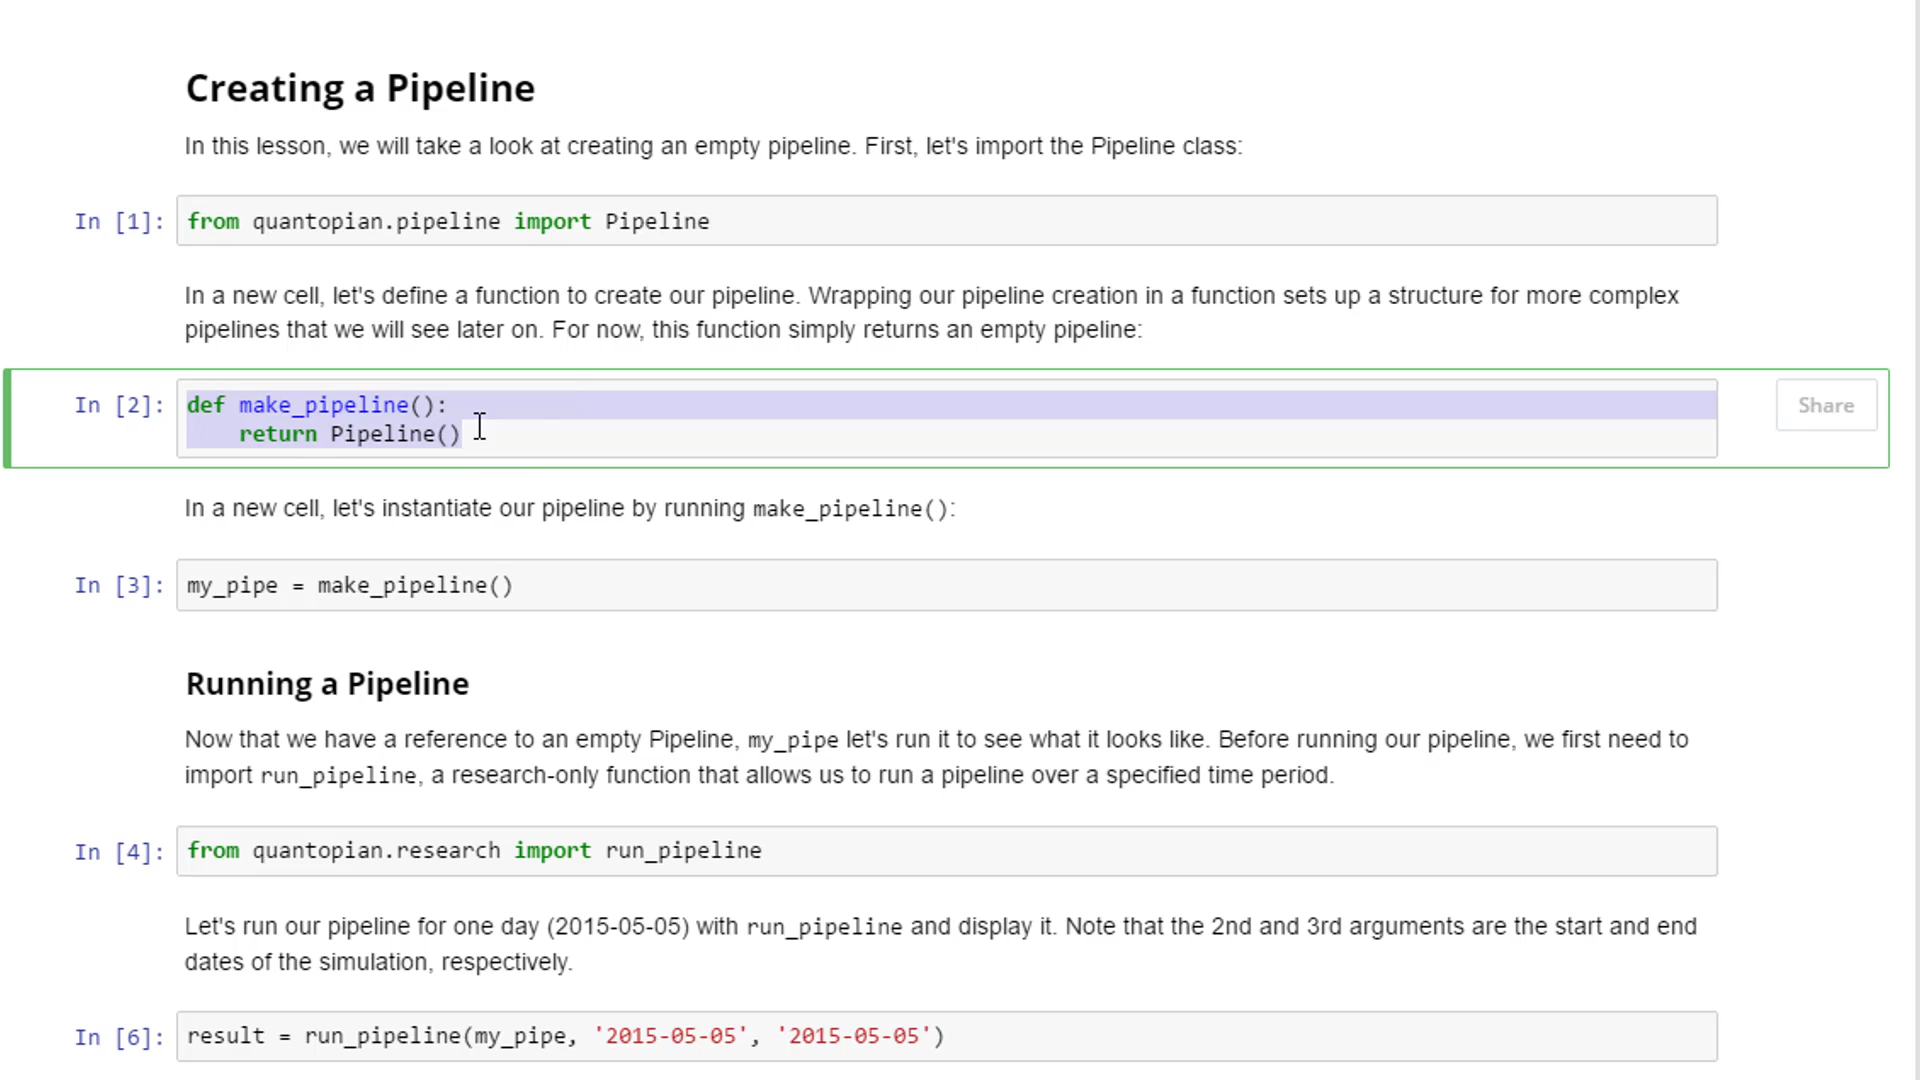 Creating a Pipeline
In this lesson, we will take a look at creating an empty pipeline. First, let's import the Pipeline class:
In [1]: from quantopian.pipeline import Pipeline
In a new cell, let's define a function to create our pipeline. Wrapping our pipeline creation in a function sets up a structure for more complex
pipelines that we will see later on. For now, this function simply returns an empty pipeline:
In [2]: def make_pipeline(): Share
    return Pipeline()
In a new cell, let's instantiate our pipeline by running make_pipeline():
In [3]: my_pipe = make_pipeline()
Running a Pipeline
Now that we have a reference to an empty Pipeline, my_pipe let's run it to see what it looks like. Before running our pipeline, we first need to
import run_pipeline, a research-only function that allows us to run a pipeline over a specified time period.
In [4]: from quantopian.research import run_pipeline
Let's run our pipeline for one day (2015-05-05) with run_pipeline and display it. Note that the 2nd and 3rd arguments are the start and end
dates of the simulation, respectively.
In [6]: result = run_pipeline(my_pipe, '2015-05-05', '2015-05-05')